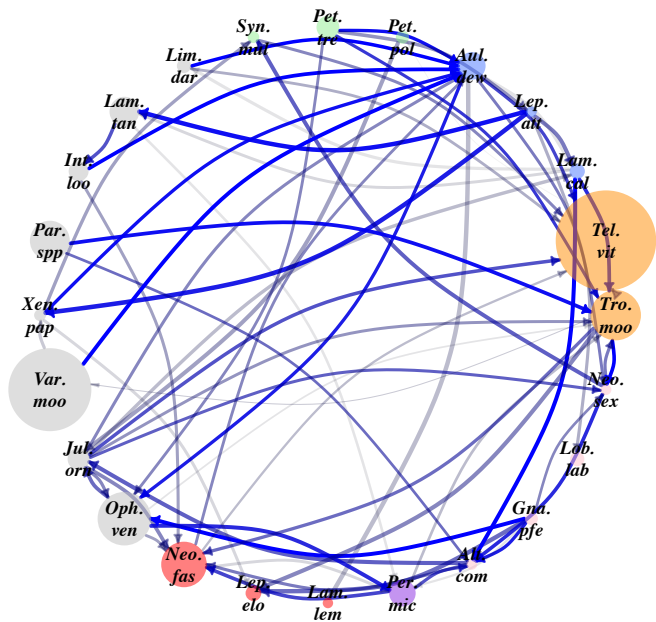 Pet.
tre
Pet.
pol
Syn.
mul
Aul.
dew
Lim.
dar
Lep.
att
Lam.
tan
Lam.
cal
Int.
loo
Tel.
vit
Par.
spp
Tro.
moo
Xen.
pap
Neo.
sex
Var.
moo
Lob.
lab
Jul.
orn
Gna.
pfe
Oph.
ven
Alt.
com
Neo.
fas
Per.
mic
Lep.
elo
Lam.
lem